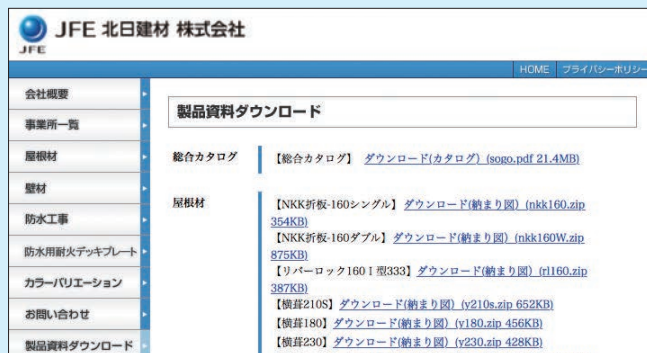 JFE 北日建材 株式会社
JFE
HOME プライバシーポリシー
会社概要
事業所一覧
屋根材
壁材
防水工事
防水用耐火デッキプレート
カラーバリエーション
お問い合わせ
製品資料ダウンロード
製品資料ダウンロード
総合カタログ 【総合カタログ】 ダウンロード(カタログ) (sogo.pdf 21.4MB)
屋根材 【NKK折板-160シングル】ダウンロード(納まり図) (nkk160.zip
354KB)
【NKK折板-160ダブル】ダウンロード(納まり図) (nkk160W.zip
875KB)
【リバーロック160Ⅰ型333】ダウンロード(納まり図) (rl160.zip
387KB)
【横葺210S】ダウンロード(納まり図) (y210s.zip 652KB)
【横葺180】ダウンロード(納まり図) (y180.zip 456KB)
【横葺230】ダウンロード(納まり図) (y230.zip 428KB)